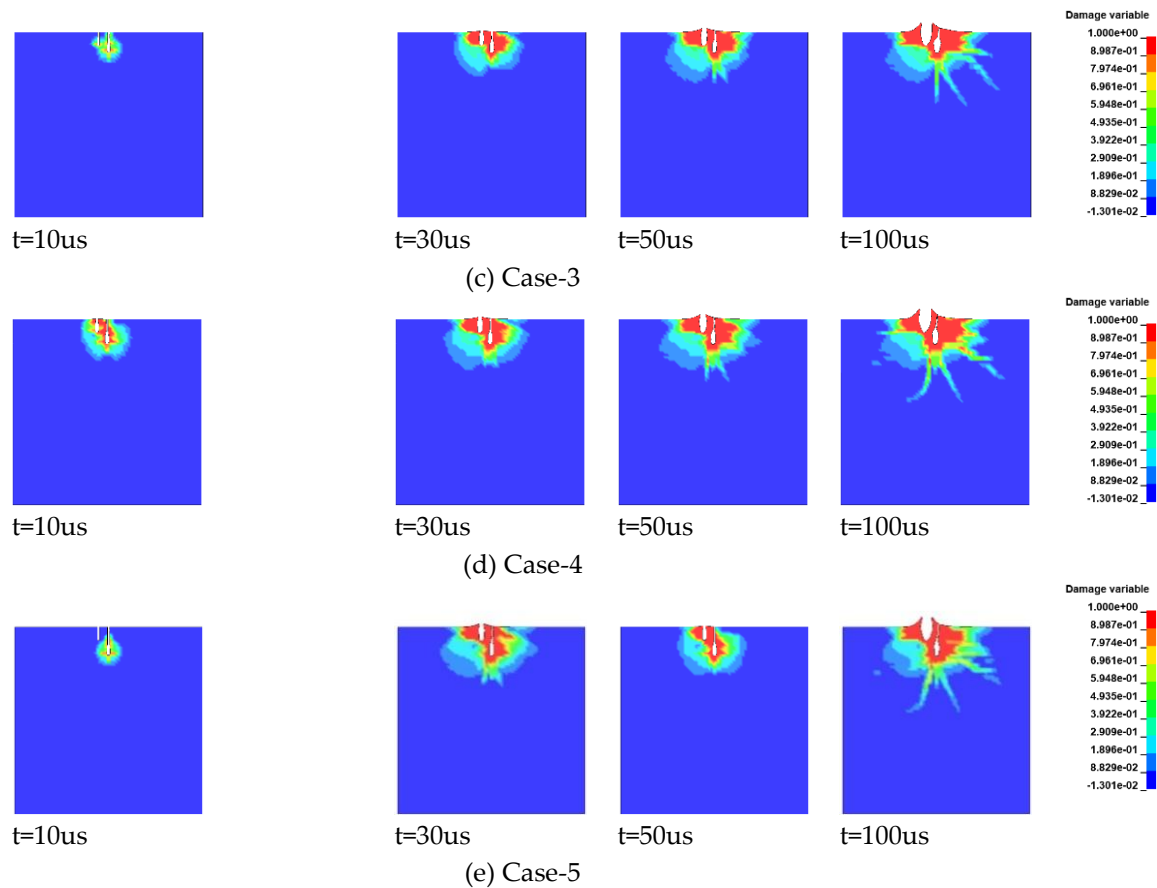 Damage variable
1.000e+00
8.987e-01
7.974e-01
6.961e-01
5.948e-01
4.935e-01
3.922e-01
2.909e-01
1.896e-01
8.829e-02
-1.301e-02
t=10us t=30us t=50us t=100us
(c) Case-3
Damage variable
1.000e+00
8.987e-01
7.974e-01
6.961e-01
5.948e-01
4.935e-01
3.922e-01
2.909e-01
1.896e-01
8.829e-02
-1.301e-02
t=10us t=30us t=50us t=100us
(d) Case-4
Damage variable
1.000e+00
8.987e-01
7.974e-01
6.961e-01
5.948e-01
4.935e-01
3.922e-01
2.909e-01
1.896e-01
8.829e-02
-1.301e-02
t=10us t=30us t=50us t=100us
(e) Case-5